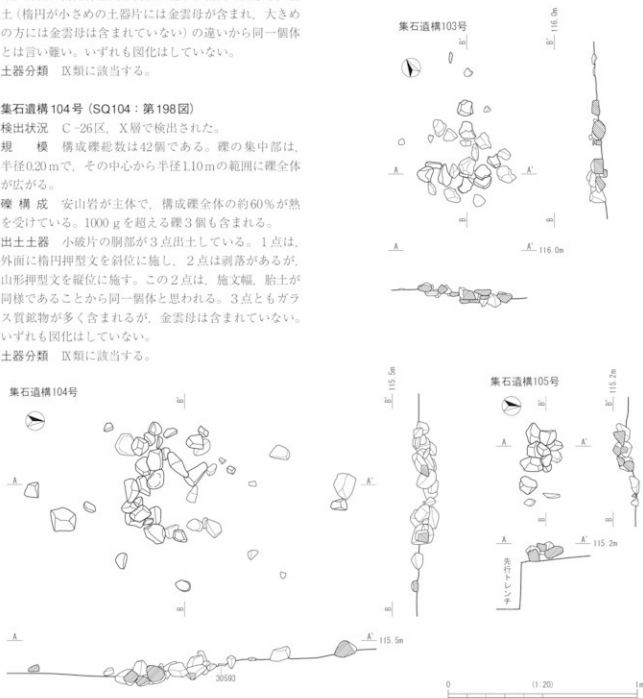 土(楕円が小さめの土器片には金雲母が含まれ，大きめ
の方には金雲母は含まれていない)の違いから同一個体
とは言い難い。いずれも図化はしていない。
土器分類　Ⅸ類に該当する。
集石遺構104号(SQ104：第198図)
検出状況　C-26区，Ⅹ層で検出された。
規　模　構成礫総数は42個である。礫の集中部は，
半径0.20mで，その中心から半径1.10mの範囲に礫全体
が広がる。
礫構成　安山岩が主体で，構成礫全体の約60％が熱
を受けている。1000gを超える礫3個も含まれる。
出土土器　小破片の胴部が3点出土している。1点は，
外面に楕円押型文を斜位に施し，2点は剥落があるが，
山形押型文を縦位に施す。この2点は，施文幅，胎土が
同様であることから同一個体と思われる。3点ともガラ
ス質鉱物が多く含まれるが，金雲母は含まれていない。
いずれも図化はしていない。
土器分類　Ⅸ類に該当する。
集石遺構103号
B'
B'
116.0m
A
A'
B
B
A
A' 116.0m
集石遺構104号
B'
B'
115.5m
A
A'
B
B
A
A' 115.5m
30593
集石遺構105号
B'
B'
115.2m
A
A'
B
B
A
A' 115.2m
先行トレンチ
0
(1:20)
1m